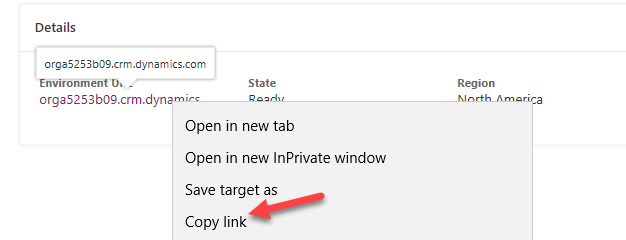 Details
orga5253b09.crm.dynamics.com
Environment State Region
orga5253b09.crm.dynamics Ready North America
Open in new tab
Open in new InPrivate window
Save target as
Copy link